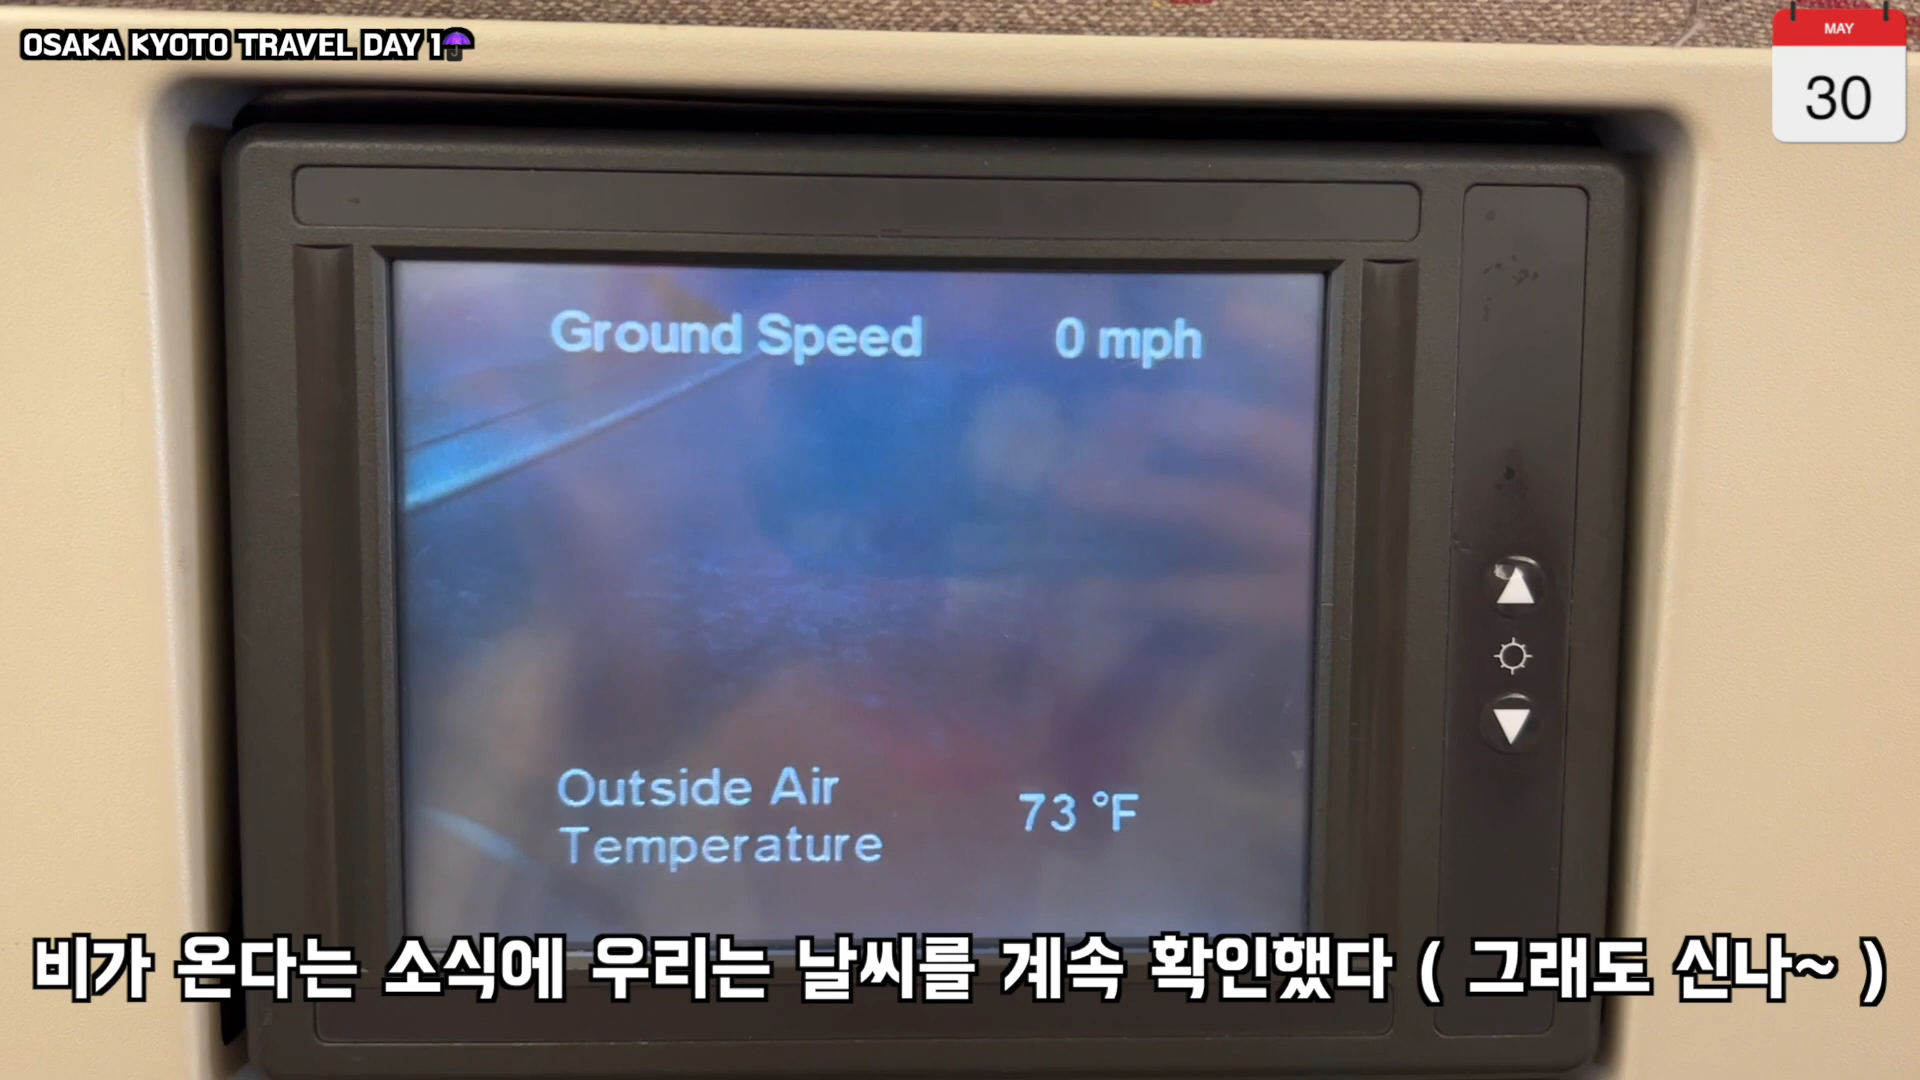 OSAKA KYOTO TRAVEL DAY 1☂
MAY
30
Ground Speed 0 mph
Outside Air
Temperature 73 °F
비가 온다는 소식에 우리는 날씨를 계속 확인했다 ( 그래도 신나~ )